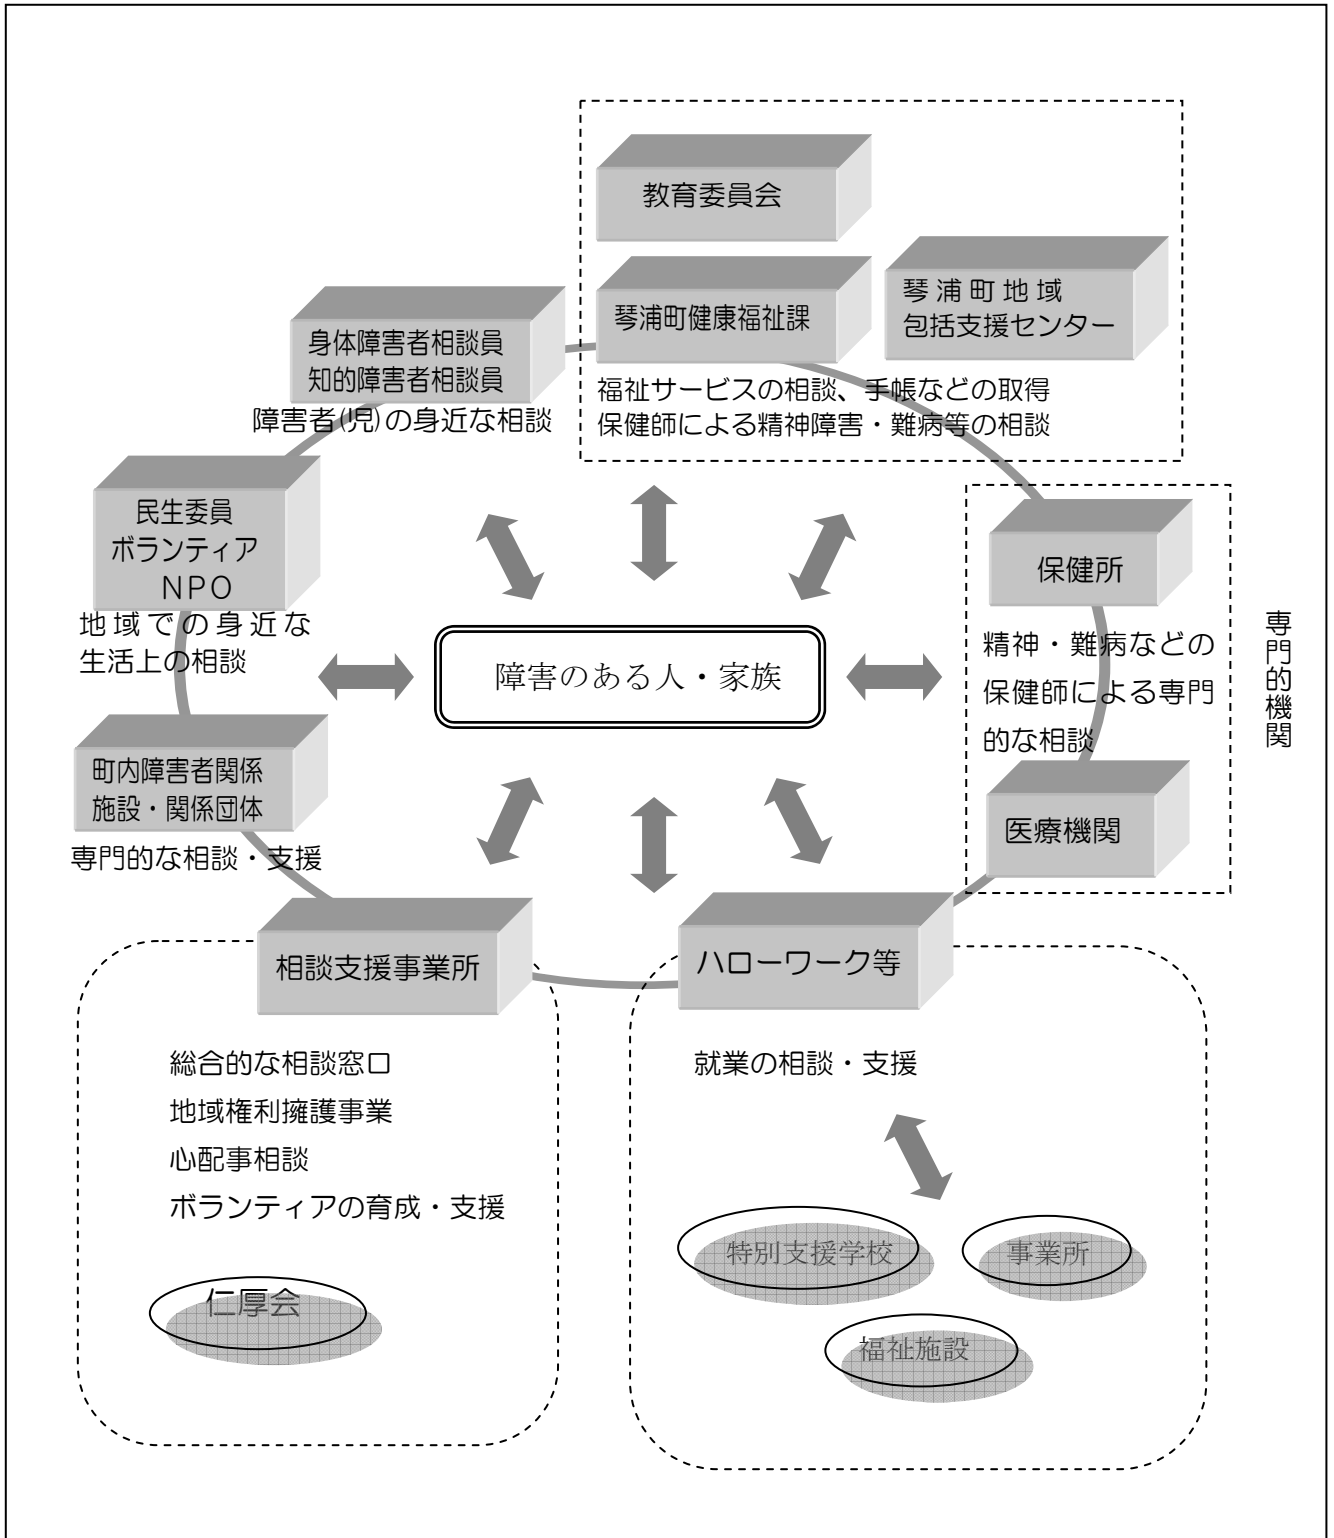 教育委員会
琴浦町健康福祉課
琴浦町地域
包括支援センター
福祉サービスの相談、手帳などの取得
保健師による精神障害・難病等の相談
身体障害者相談員
知的障害者相談員
障害者(児)の身近な相談
民生委員
ボランティア
NPO
地域での身近な
生活上の相談
障害のある人・家族
保健所
精神・難病などの
保健師による専門
的な相談
医療機関
専門的機関
町内障害者関係
施設・関係団体
専門的な相談・支援
相談支援事業所
総合的な相談窓口
地域権利擁護事業
心配事相談
ボランティアの育成・支援
仁厚会
ハローワーク等
就業の相談・支援
特別支援学校
事業所
福祉施設